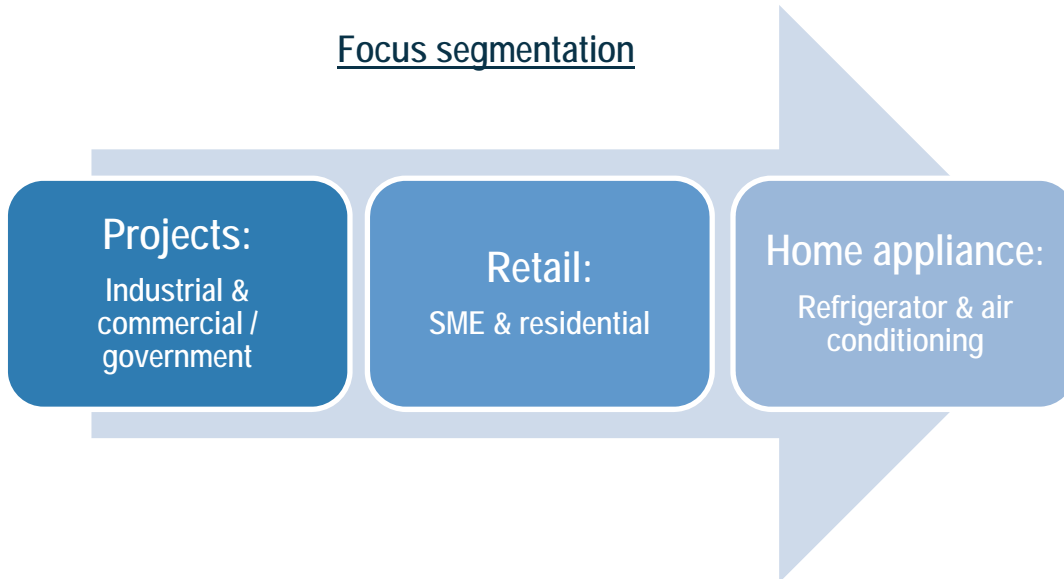 Focus segmentation
Projects:
Industrial &
commercial /
government
Retail:
SME & residential
Home appliance:
Refrigerator & air
conditioning